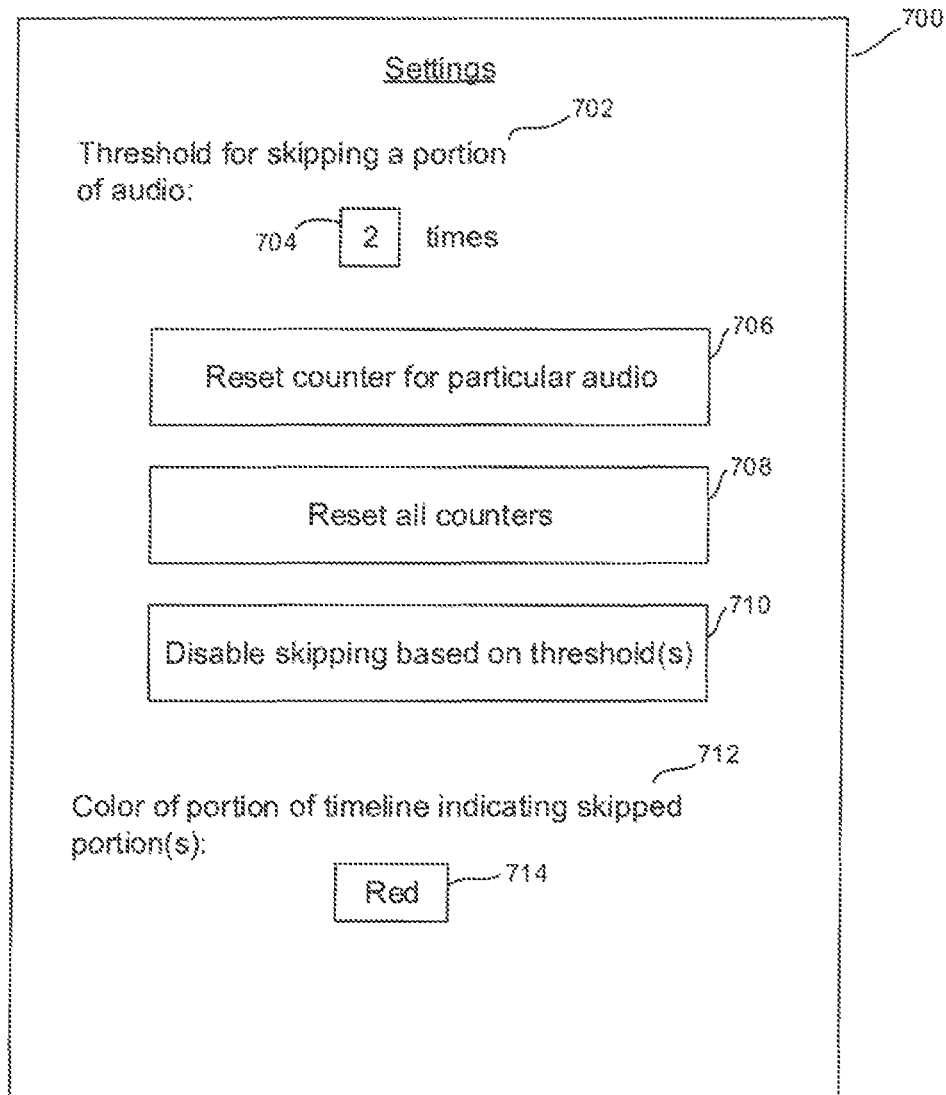 700
Settings
702
Threshold for skipping a portion
of audio:
704 2 times
706
Reset counter for particular audio
708
Reset all counters
710
Disable skipping based on threshold(s)
712
Color of portion of timeline indicating skipped
portion(s):
Red 714